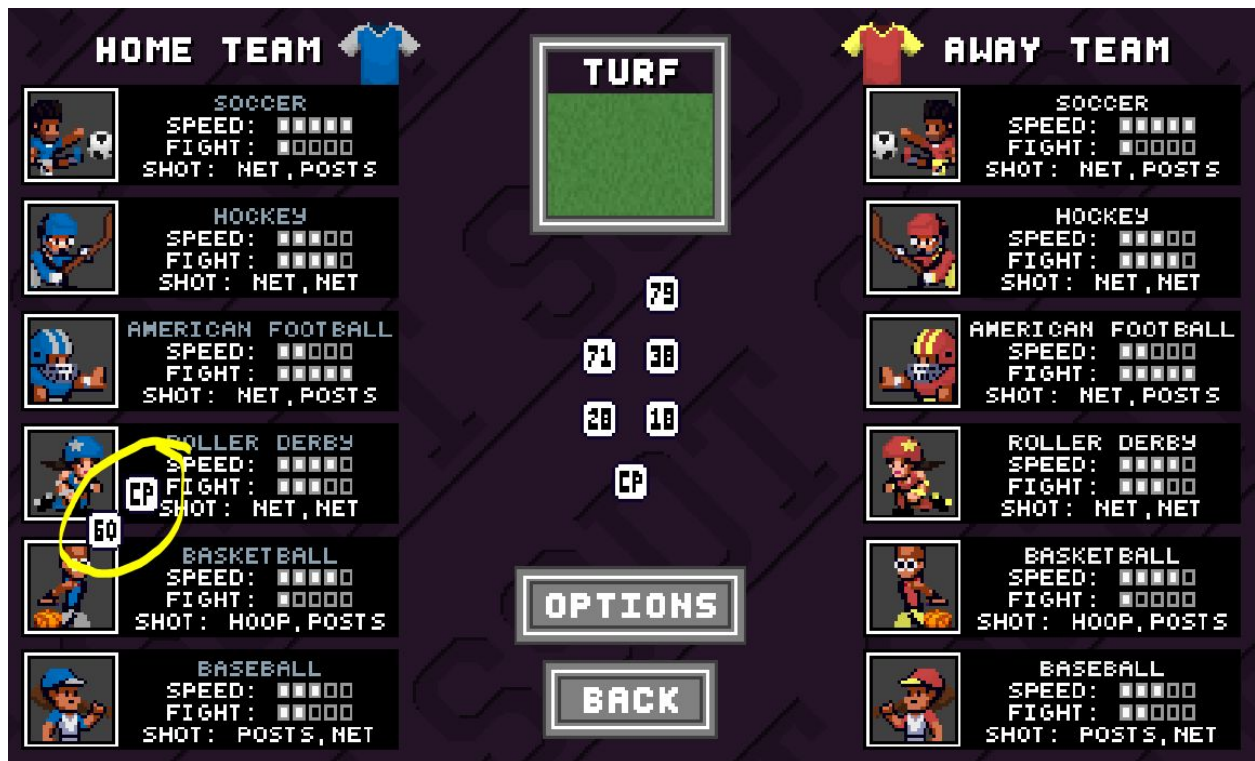 HOME TEAM
SOCCER
SPEED:
FIGHT:
SHOT: NET,POSTS
HOCKEY
SPEED:
FIGHT:
SHOT: NET,NET
AMERICAN FOOTBALL
SPEED:
FIGHT:
SHOT: NET,POSTS
ROLLER DERBY
SPEED:
FIGHT:
SHOT: NET,NET
CP
GO
BASKETBALL
SPEED:
FIGHT:
SHOT: HOOP,POSTS
BASEBALL
SPEED:
FIGHT:
SHOT: POSTS,NET
TURF
79
71 38
28 18
CP
OPTIONS
BACK
AWAY TEAM
SOCCER
SPEED:
FIGHT:
SHOT: NET,POSTS
HOCKEY
SPEED:
FIGHT:
SHOT: NET,NET
AMERICAN FOOTBALL
SPEED:
FIGHT:
SHOT: NET,POSTS
ROLLER DERBY
SPEED:
FIGHT:
SHOT: NET,NET
BASKETBALL
SPEED:
FIGHT:
SHOT: HOOP,POSTS
BASEBALL
SPEED:
FIGHT:
SHOT: POSTS,NET